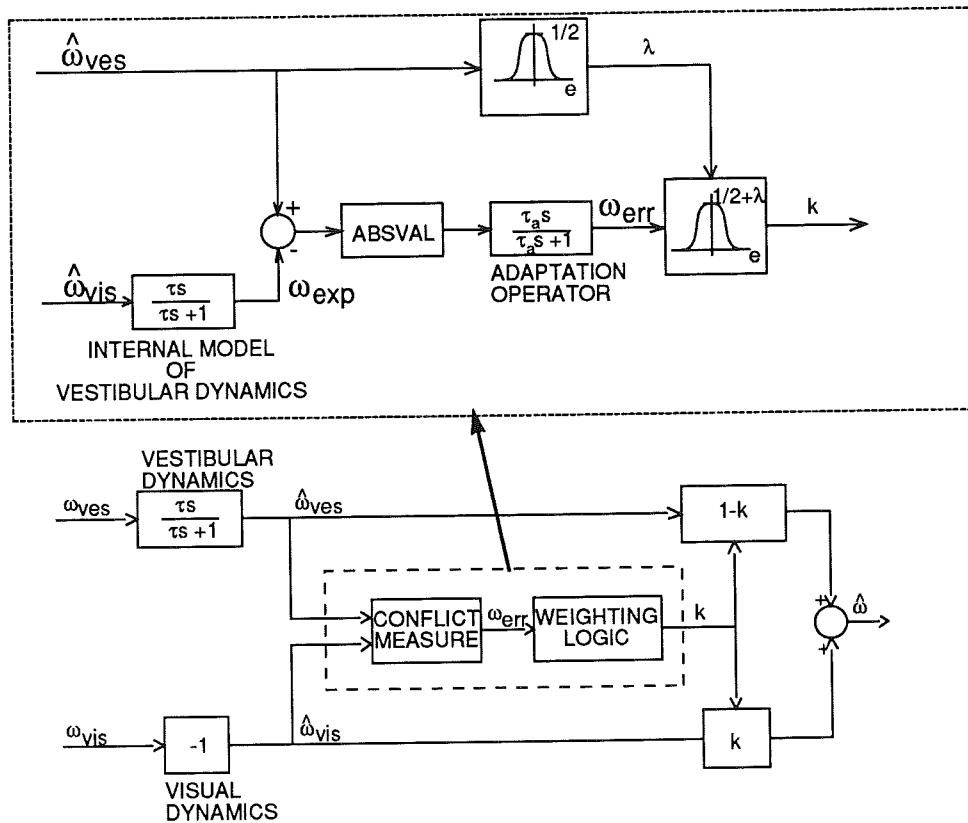 ω̂ves
1/2
e
λ
+
-
ABSVAL
τas
τas +1
ADAPTATION
OPERATOR
ωerr
1/2+λ
e
k
ω̂vis
τs
τs +1
ωexp
INTERNAL MODEL
OF
VESTIBULAR DYNAMICS
VESTIBULAR
DYNAMICS
ωves
τs
τs +1
ω̂ves
1-k
CONFLICT
MEASURE
ωerr
WEIGHTING
LOGIC
k
+
+
ω̂
ωvis
-1
ω̂vis
k
VISUAL
DYNAMICS